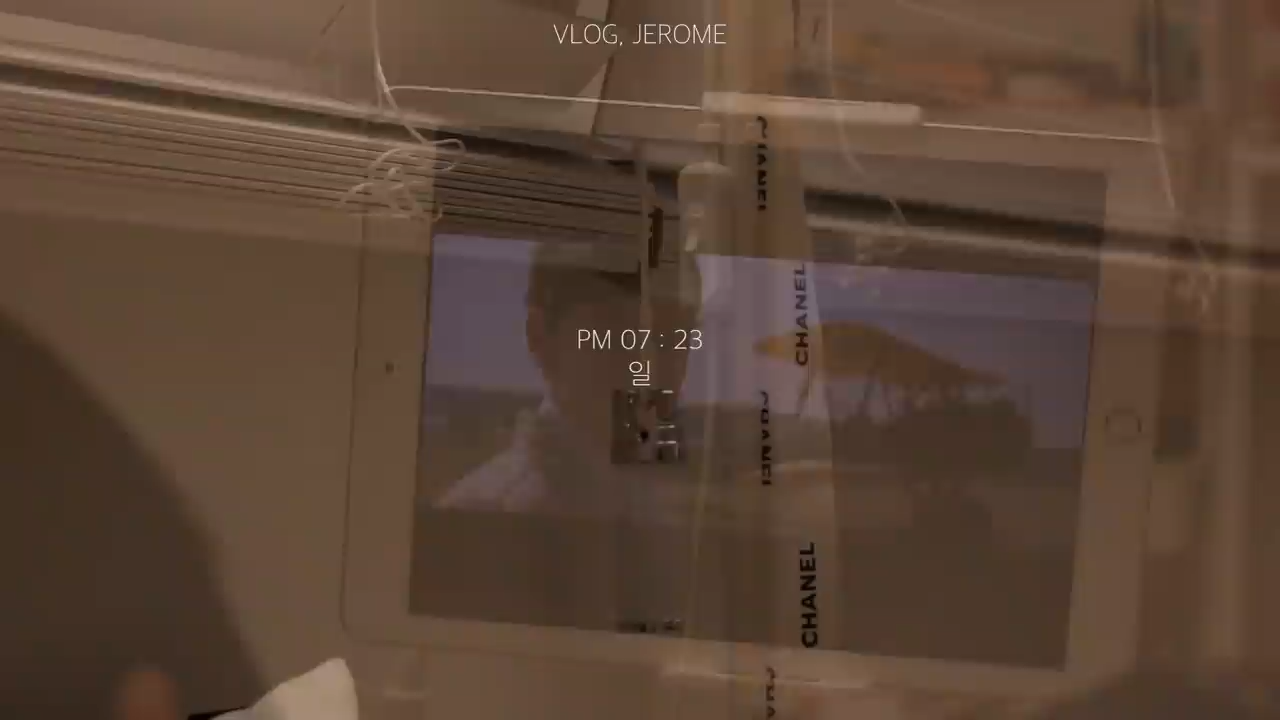 VLOG, JEROME
CHANEL
CHANEL
PM 07 : 23
일
CHANEL
CHANEL